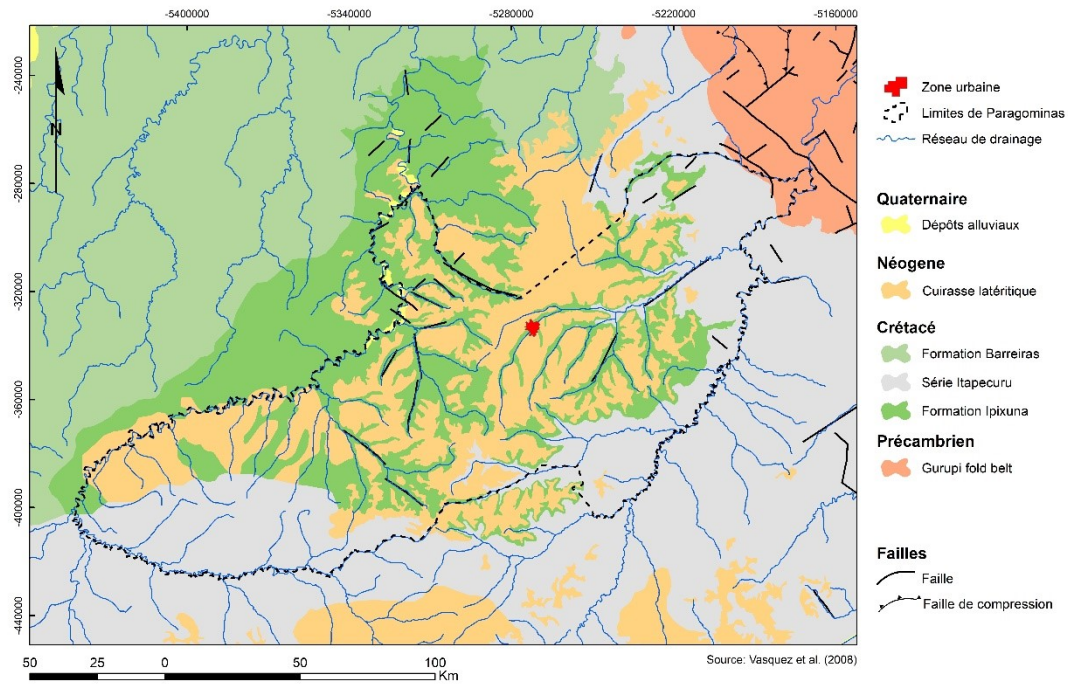 -5400000 -5340000 -5280000 -5220000 -5160000
-240000
-280000
-320000
-360000
-400000
-440000
N
Zone urbaine
Limites de Paragominas
Réseau de drainage
Quaternaire
Dépôts alluviaux
Néogene
Cuirasse latéritique
Crétacé
Formation Barreiras
Série Itapecuru
Formation Ipixuna
Précambrien
Gurupi fold belt
Failles
Faille
Faille de compression
Source: Vasquez et al. (2008)
50 25 0 50 100
Km